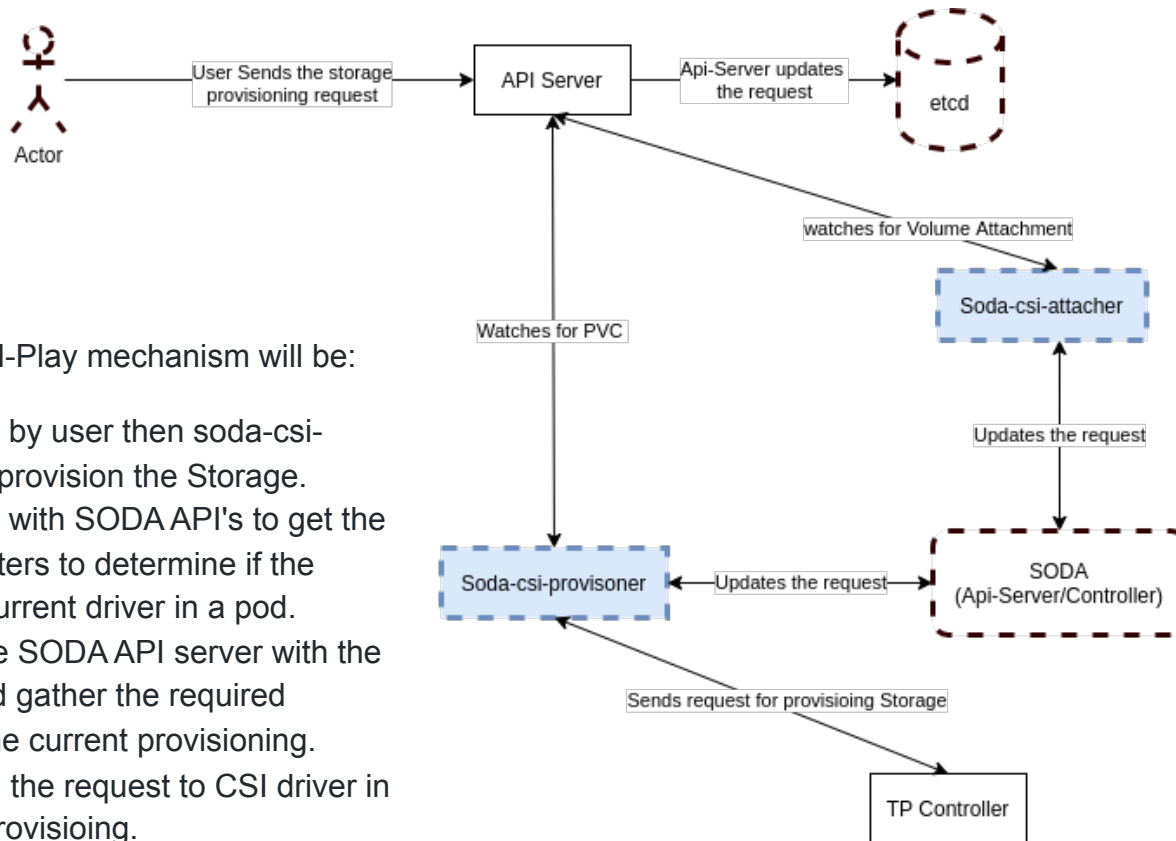 User Sends the storage
provisioning request
API Server
Api-Server updates
the request
etcd
Actor
watches for Volume Attachment
Soda-csi-attacher
Watches for PVC
l-Play mechanism will be:
by user then soda-csi-
provision the Storage.
with SODA API's to get the
ters to determine if the
urrent driver in a pod.
e SODA API server with the
d gather the required
ne current provisioning.
the request to CSI driver in
rovisioing.
Updates the request
Soda-csi-provisoner
Updates the request
SODA
(Api-Server/Controller)
Sends request for provisioing Storage
TP Controller